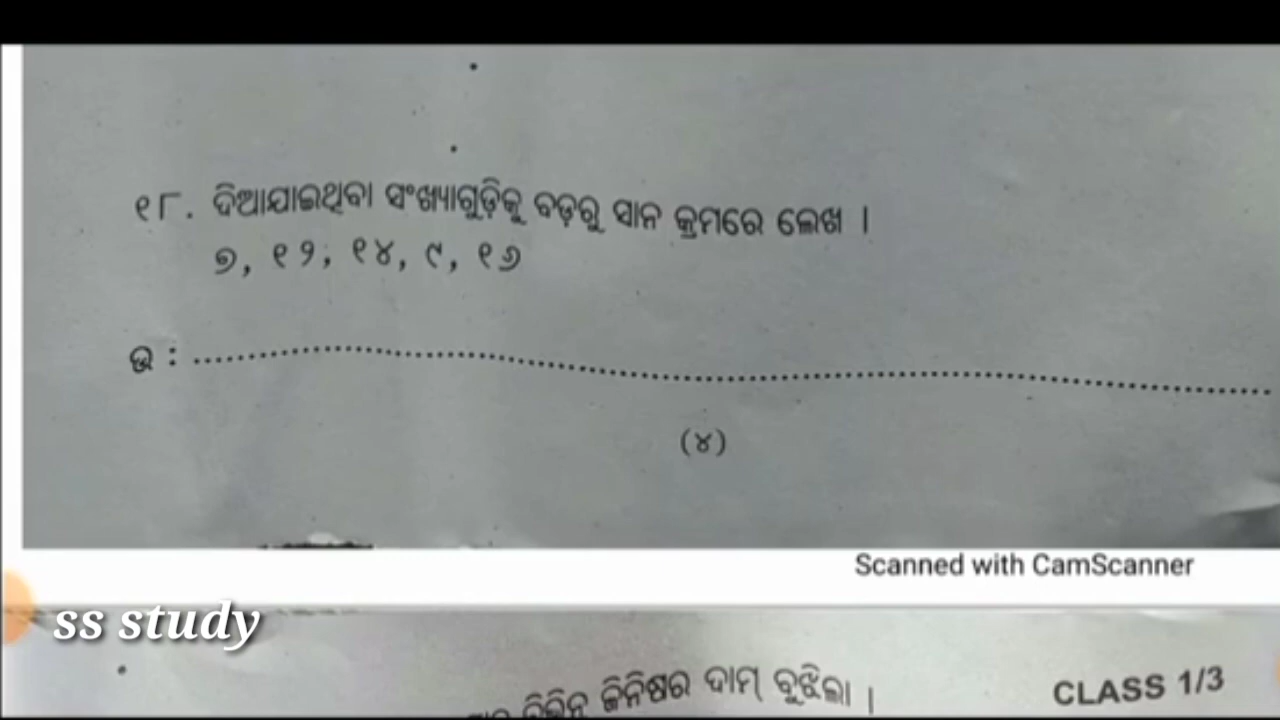 ୧୮. ଦିଆଯାଇଥିବା ସଂଖ୍ୟାଗୁଡ଼ିକୁ ବଡ଼ରୁ ସାନ କ୍ରମରେ ଲେଖ ।
୭, ୧୨, ୧୪, ୯, ୧୬
ଉ : ........................................................................
(୪)
Scanned with CamScanner
ss study
ଜିନିଷର ଦାମ୍ ବୁଝିଲା ।
CLASS 1/3